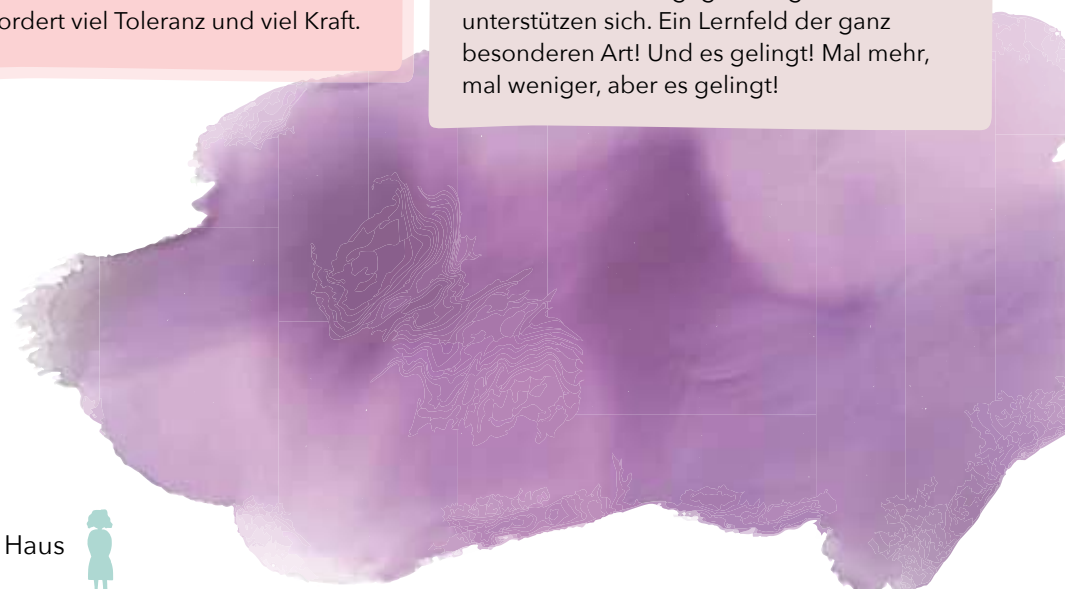 ordert viel Toleranz und viel Kraft.
unterstützen sich. Ein Lernfeld der ganz
besonderen Art! Und es gelingt! Mal mehr,
mal weniger, aber es gelingt!
Haus